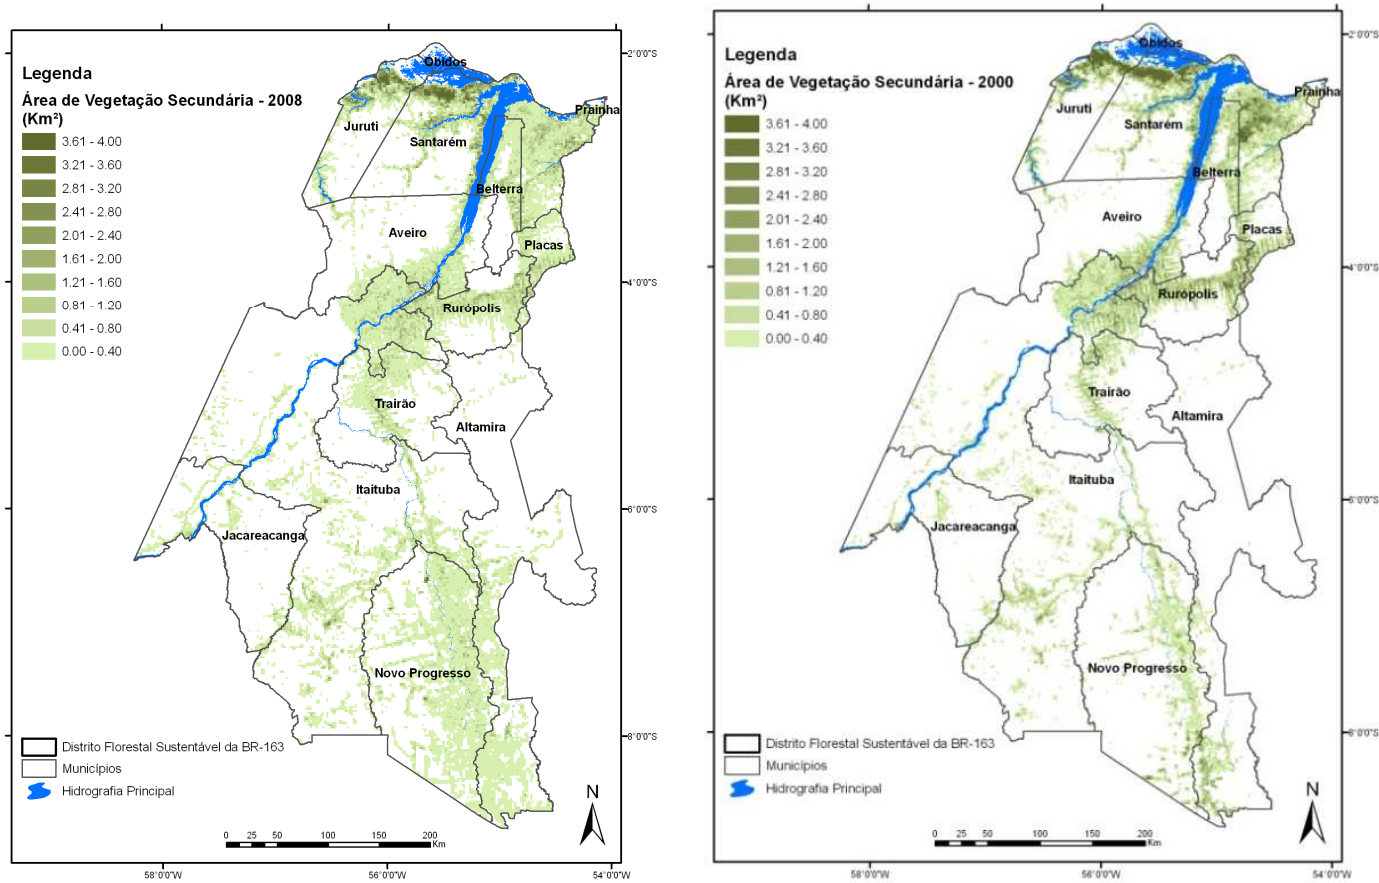 Legenda
Área de Vegetação Secundária - 2008
(Km²)
3.61 - 4.00
3.21 - 3.60
2.81 - 3.20
2.41 - 2.80
2.01 - 2.40
1.61 - 2.00
1.21 - 1.60
0.81 - 1.20
0.41 - 0.80
0.00 - 0.40
Óbidos
Prainha
Juruti
Santarém
Belterra
Aveiro
Placas
Rurópolis
Trairão
Altamira
Itaituba
Jacareacanga
Novo Progresso
2°0'0"S
4°0'0"S
6°0'0"S
8°0'0"S
Distrito Florestal Sustentável da BR-163
Municípios
Hidrografia Principal
N
0 25 50 100 150 200
Km
58°0'0"W 56°0'0"W 54°0'0"W
Legenda
Área de Vegetação Secundária - 2000
(Km²)
3.61 - 4.00
3.21 - 3.60
2.81 - 3.20
2.41 - 2.80
2.01 - 2.40
1.61 - 2.00
1.21 - 1.60
0.81 - 1.20
0.41 - 0.80
0.00 - 0.40
Óbidos
Prainha
Juruti
Santarém
Belterra
Aveiro
Placas
Rurópolis
Trairão
Altamira
Itaituba
Jacareacanga
Novo Progresso
2°0'0"S
4°0'0"S
6°0'0"S
8°0'0"S
Distrito Florestal Sustentável da BR-163
Municípios
Hidrografia Principal
N
0 25 50 100 150 200
Km
58°0'0"W 56°0'0"W 54°0'0"W